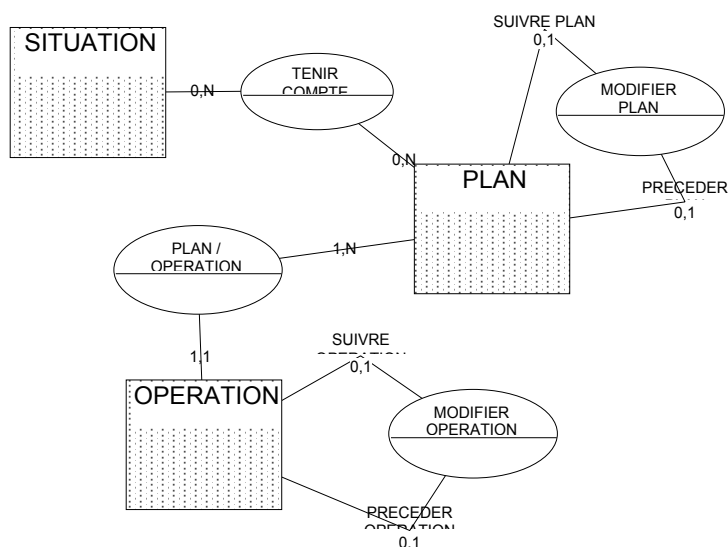 SUIVRE PLAN
0,1
SITUATION
TENIR
COMPTE
0,N
MODIFIER
PLAN
0,N
PLAN
PRECEDER
0,1
PLAN /
OPERATION
1,N
1,1
SUIVRE
OPERATION
0,1
OPERATION
MODIFIER
OPERATION
PRECEDER
OPERATION
0,1